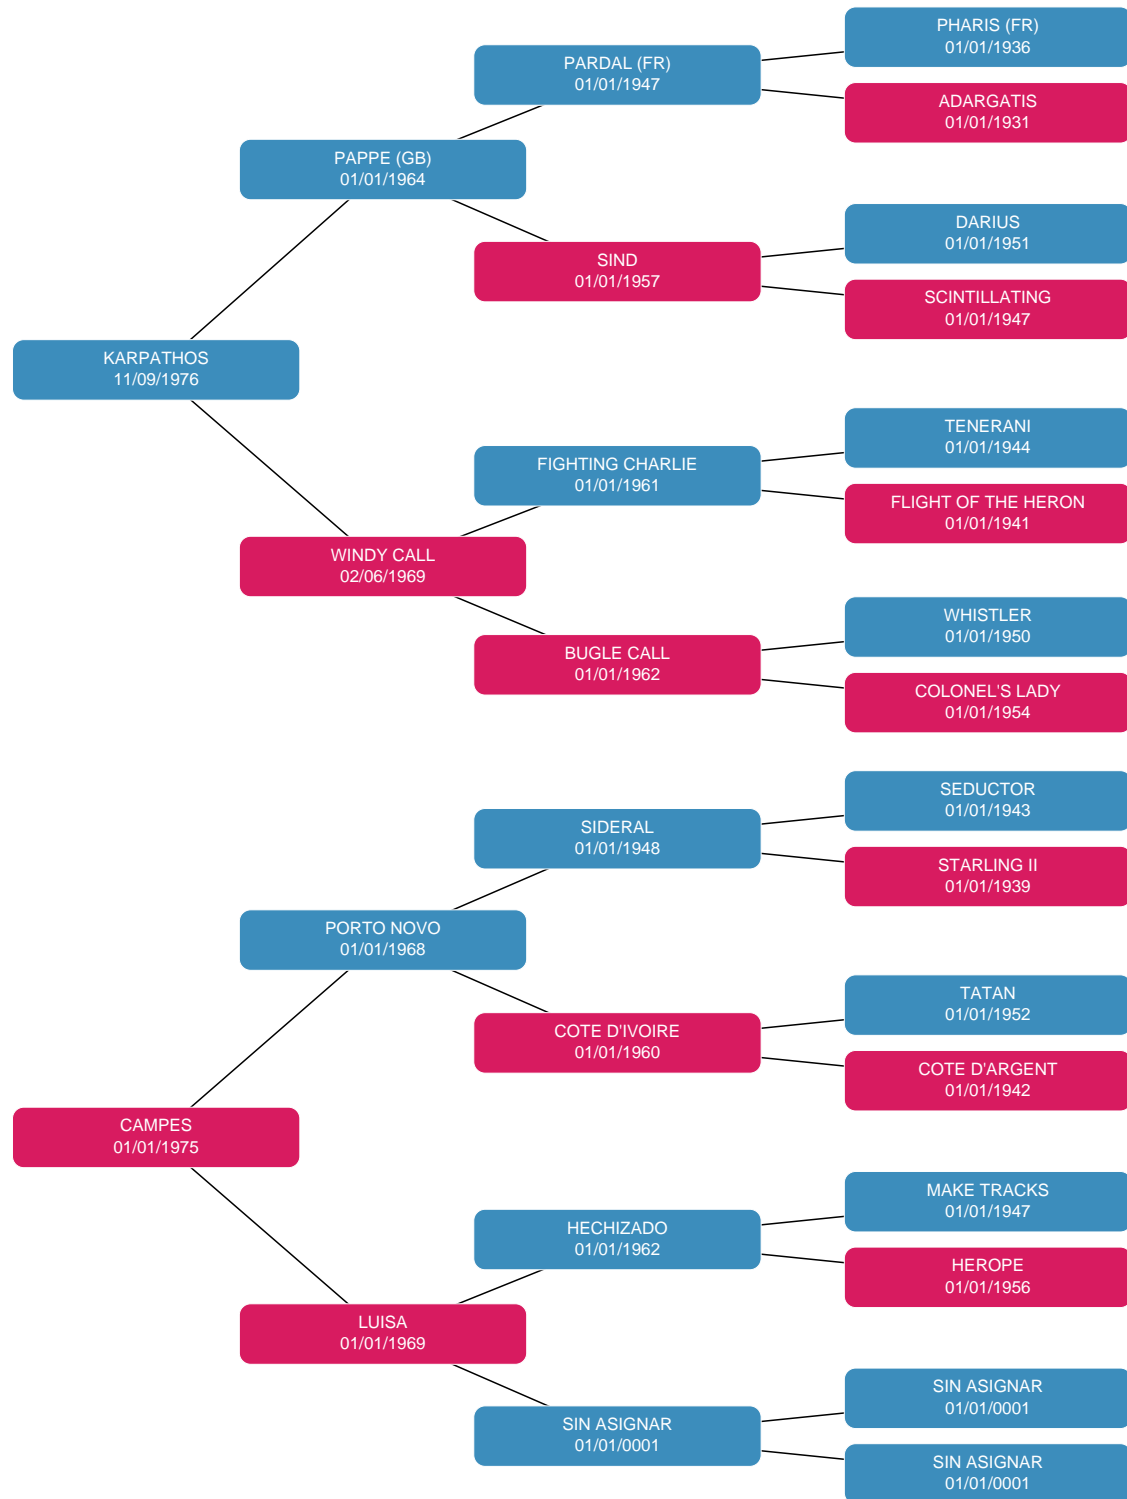 PHARIS (FR)
01/01/1936
PARDAL (FR)
01/01/1947
ADARGATIS
01/01/1931
PAPPE (GB)
01/01/1964
DARIUS
01/01/1951
SIND
01/01/1957
SCINTILLATING
01/01/1947
KARPATHOS
11/09/1976
TENERANI
01/01/1944
FIGHTING CHARLIE
01/01/1961
FLIGHT OF THE HERON
01/01/1941
WINDY CALL
02/06/1969
WHISTLER
01/01/1950
BUGLE CALL
01/01/1962
COLONEL'S LADY
01/01/1954
SEDUCTOR
01/01/1943
SIDERAL
01/01/1948
STARLING II
01/01/1939
PORTO NOVO
01/01/1968
TATAN
01/01/1952
COTE D'IVOIRE
01/01/1960
COTE D'ARGENT
01/01/1942
CAMPES
01/01/1975
MAKE TRACKS
01/01/1947
HECHIZADO
01/01/1962
HEROPE
01/01/1956
LUISA
01/01/1969
SIN ASIGNAR
01/01/0001
SIN ASIGNAR
01/01/0001
SIN ASIGNAR
01/01/0001